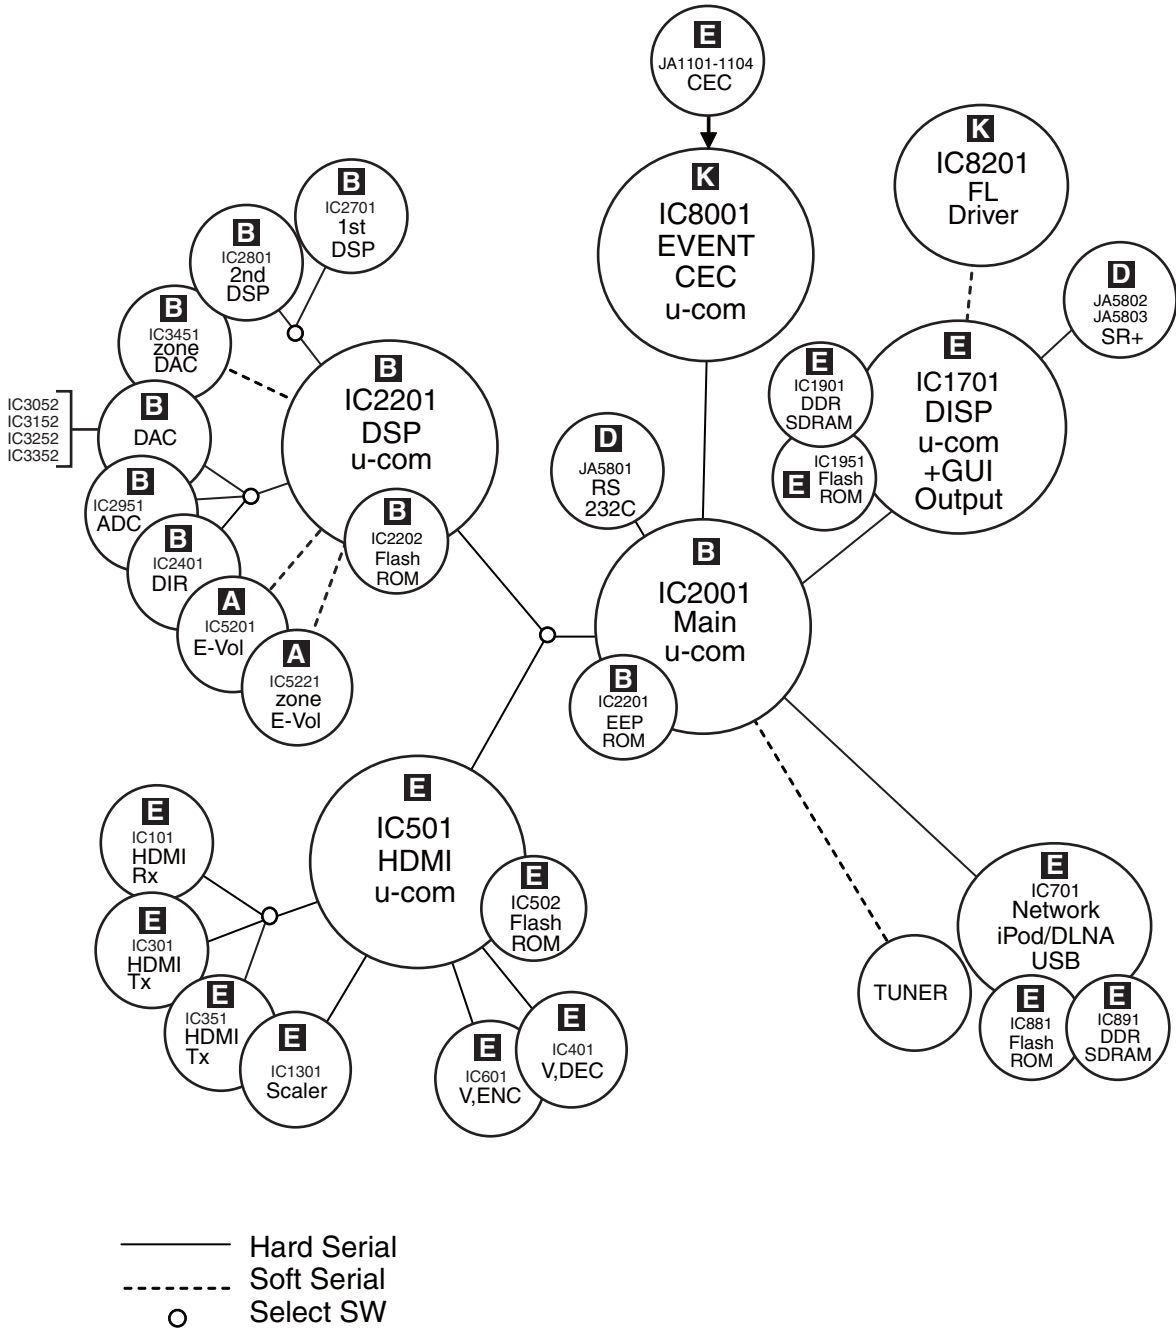 E
JA1101-1104
CEC
K
IC8001
EVENT
CEC
u-com
K
IC8201
FL
Driver
D
JA5802
JA5803
SR+
E
IC1701
DISP
u-com
+GUI
Output
E
IC1901
DDR
SDRAM
E
IC1951
Flash
ROM
B
IC2701
1st
DSP
B
IC2801
2nd
DSP
B
IC3451
zone
DAC
IC3052
IC3152
IC3252
IC3352
B
DAC
B
IC2951
ADC
B
IC2401
DIR
A
IC5201
E-Vol
A
IC5221
zone
E-Vol
B
IC2201
DSP
u-com
B
IC2202
Flash
ROM
D
JA5801
RS
232C
B
IC2001
Main
u-com
B
IC2201
EEP
ROM
E
IC501
HDMI
u-com
E
IC502
Flash
ROM
E
IC101
HDMI
Rx
E
IC301
HDMI
Tx
E
IC351
HDMI
Tx
E
IC1301
Scaler
E
IC601
V,ENC
E
IC401
V,DEC
TUNER
E
IC701
Network
iPod/DLNA
USB
E
IC881
Flash
ROM
E
IC891
DDR
SDRAM
Hard Serial
Soft Serial
Select SW